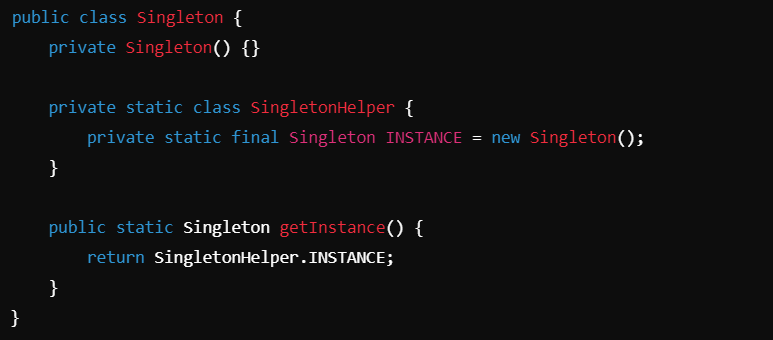 public class Singleton {
    private Singleton() {}

    private static class SingletonHelper {
        private static final Singleton INSTANCE = new Singleton();
    }

    public static Singleton getInstance() {
        return SingletonHelper.INSTANCE;
    }
}